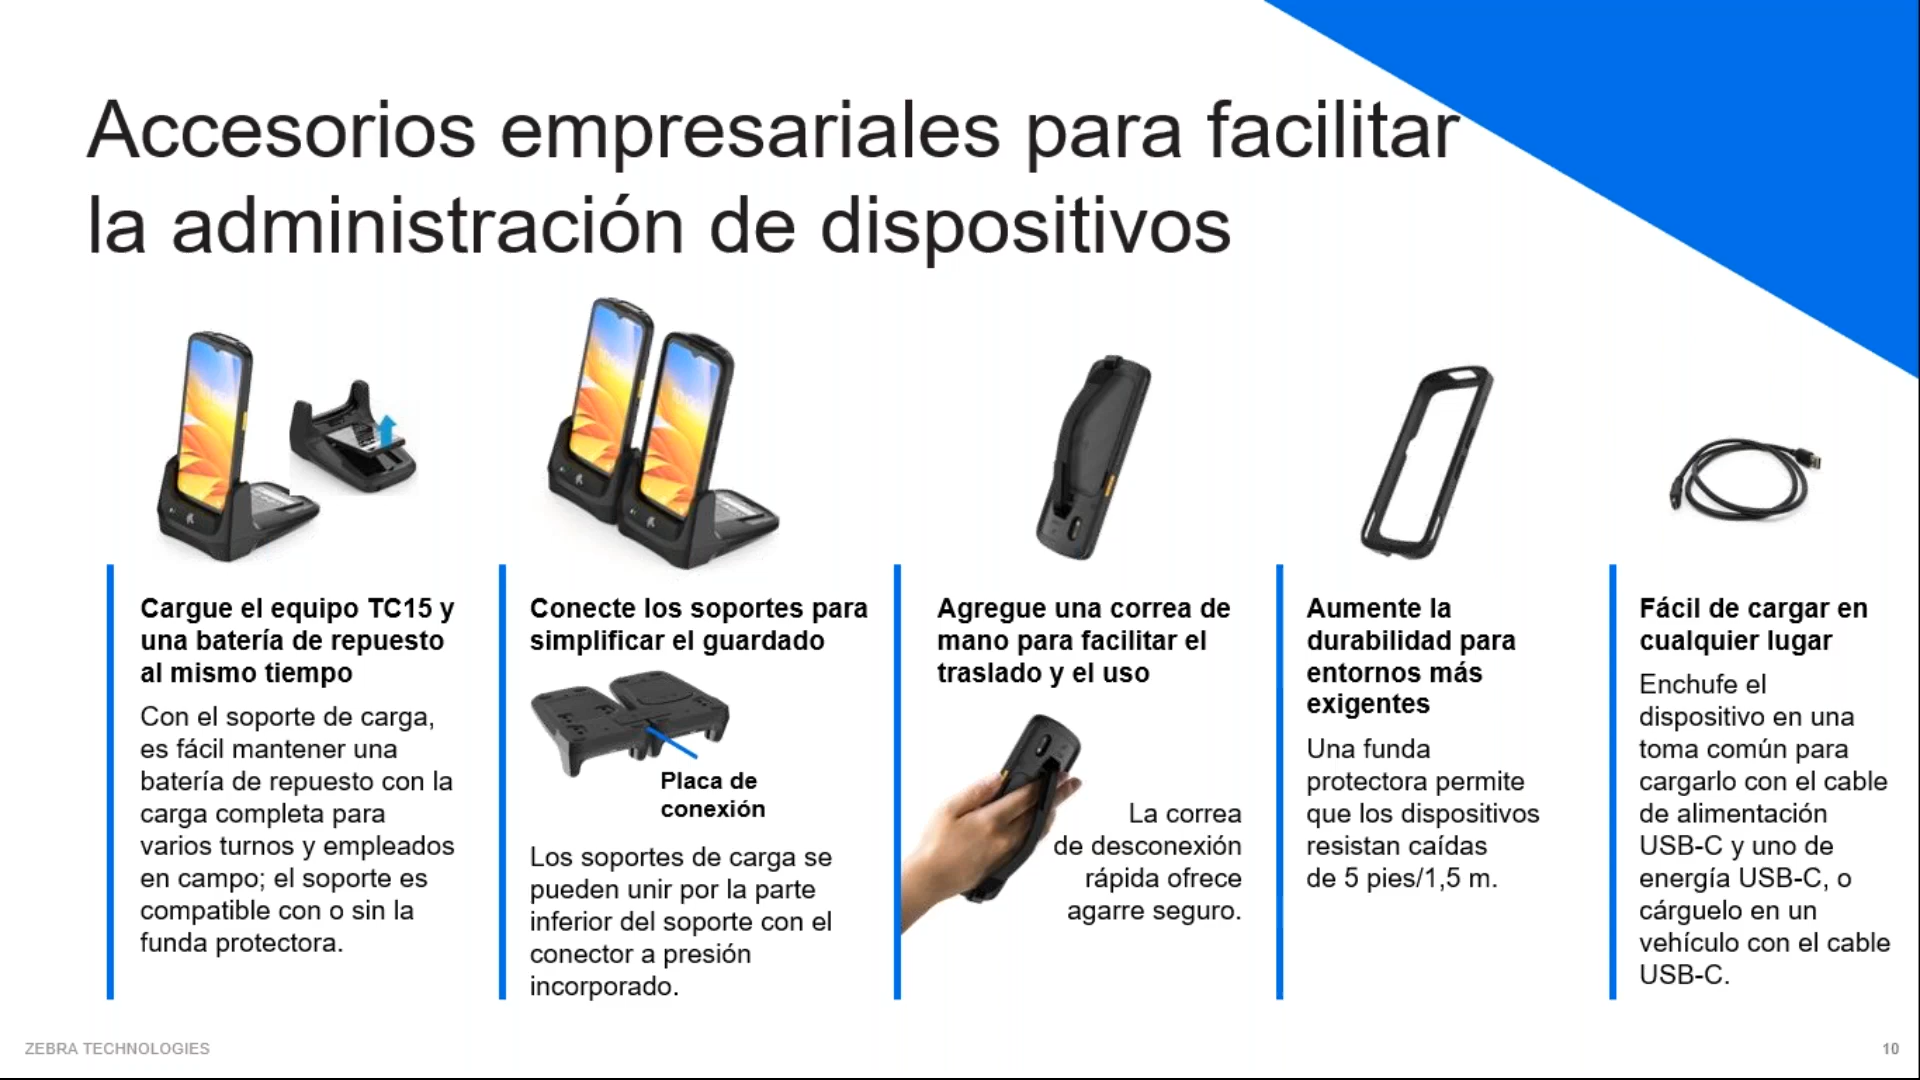 Accesorios empresariales para facilitar
la administración de dispositivos
Cargue el equipo TC15 y
una batería de repuesto
al mismo tiempo
Con el soporte de carga,
es fácil mantener una
batería de repuesto con la
carga completa para
varios turnos y empleados
en campo; el soporte es
compatible con o sin la
funda protectora.
Conecte los soportes para
simplificar el guardado
Placa de
conexión
Los soportes de carga se
pueden unir por la parte
inferior del soporte con el
conector a presión
incorporado.
Agregue una correa de
mano para facilitar el
traslado y el uso
La correa
de desconexión
rápida ofrece
agarre seguro.
Aumente la
durabilidad para
entornos más
exigentes
Una funda
protectora permite
que los dispositivos
resistan caídas
de 5 pies/1,5 m.
Fácil de cargar en
cualquier lugar
Enchufe el
dispositivo en una
toma común para
cargarlo con el cable
de alimentación
USB-C y uno de
energía USB-C, o
cárguelo en un
vehículo con el cable
USB-C.
ZEBRA TECHNOLOGIES
10